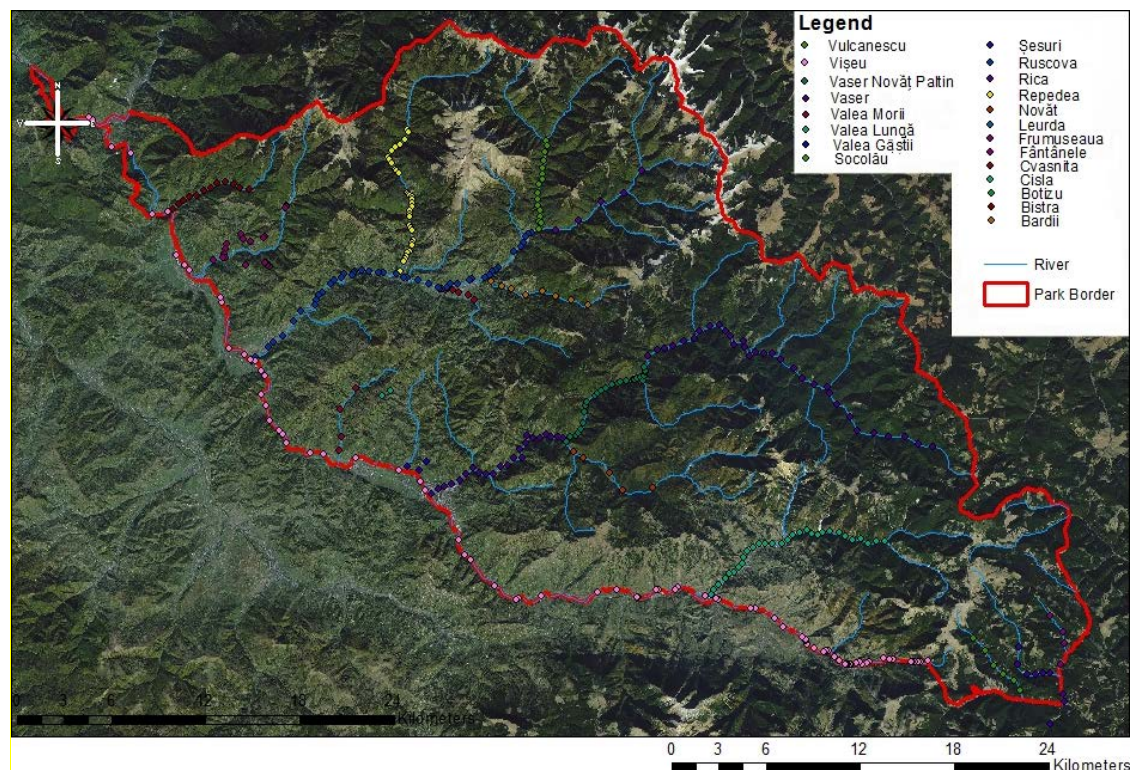 Legend
Vulcanescu
Vișeu
Vaser Novăț Paltin
Vaser
Valea Morii
Valea Lungă
Valea Găștii
Socolău
Șesuri
Ruscova
Rica
Repedea
Novăt
Leurda
Frumuseaua
Fântânele
Cvasnita
Cisla
Botizu
Bistra
Bardii
River
Park Border
N
S
0 3 6 12 18 24
Kilometers
0 3 6 12 18 24
Kilometers